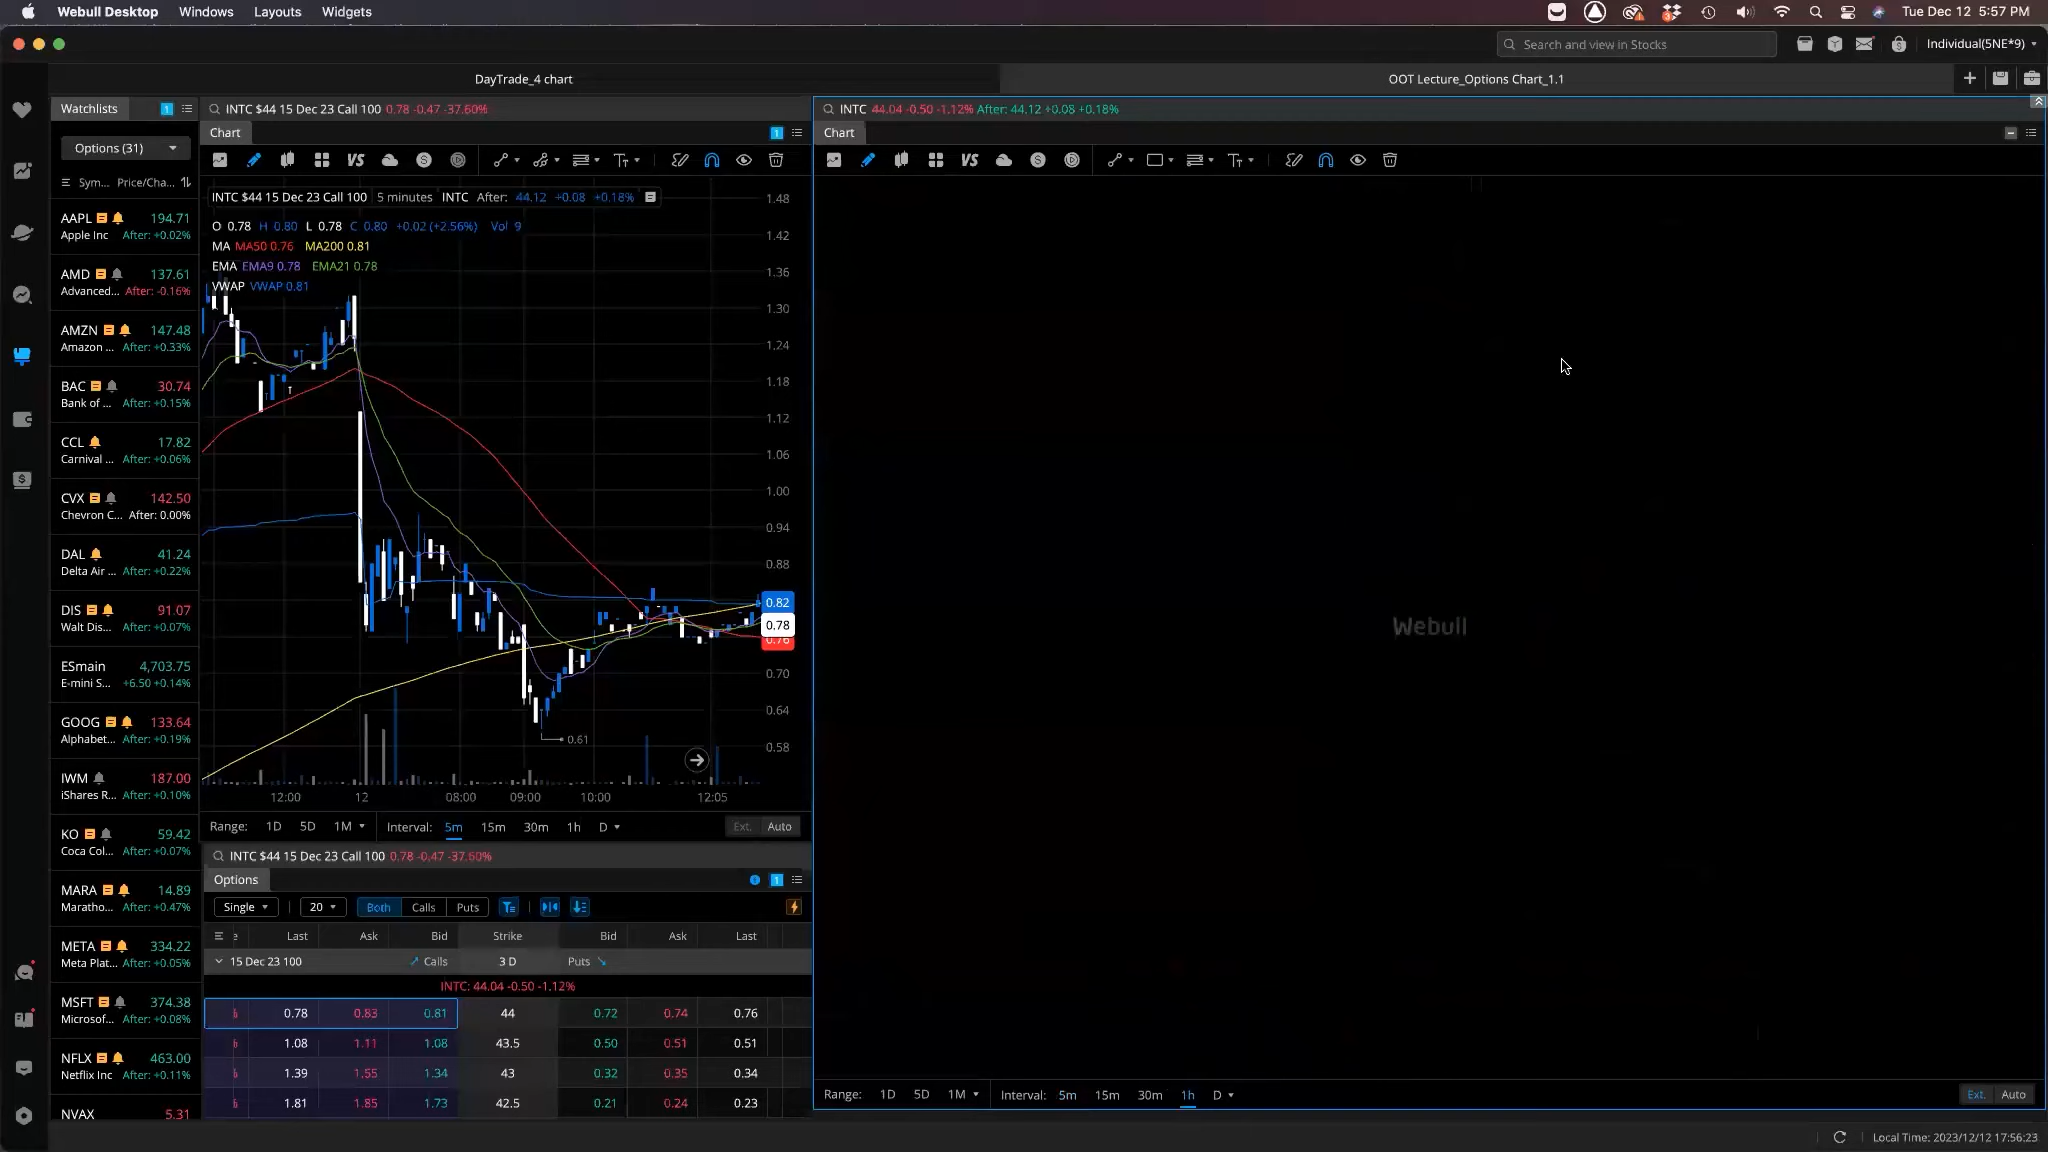 Webull Desktop Windows Layouts Widgets Tue Dec 12 5:57 PM
Search and view in Stocks Individual(5NE*9)
DayTrade_4 chart OOT Lecture_Options Chart_1.1
Watchlists 1
Options (31)
Sym... Price/Cha...
AAPL 194.71
Apple Inc After: +0.02%
AMD 137.61
Advanced... After: -0.16%
AMZN 147.48
Amazon ... After: +0.33%
BAC 30.74
Bank of ... After: +0.15%
CCL 17.82
Carnival ... After: +0.06%
CVX 142.50
Chevron C... After: 0.00%
DAL 41.24
Delta Air ... After: +0.22%
DIS 91.07
Walt Dis... After: +0.07%
ESmain 4,703.75
E-mini S... +6.50 +0.14%
GOOG 133.64
Alphabet... After: +0.19%
IWM 187.00
iShares R... After: +0.10%
KO 59.42
Coca Col... After: +0.07%
MARA 14.89
Maratho... After: +0.47%
META 334.22
Meta Plat... After: +0.05%
MSFT 374.38
Microsof... After: +0.08%
NFLX 463.00
Netflix Inc After: +0.11%
NVAX 5.31
INTC $44 15 Dec 23 Call 100 0.78 -0.47 -37.60%
Chart 1
VS
INTC $44 15 Dec 23 Call 100 5 minutes INTC After: 44.12 +0.08 +0.18%
O 0.78 H 0.80 L 0.78 C 0.80 +0.02 (+2.56%) Vol 9
MA MA50 0.76 MA200 0.81
EMA EMA9 0.78 EMA21 0.78
VWAP VWAP 0.81
1.48
1.42
1.36
1.30
1.24
1.18
1.12
1.06
1.00
0.94
0.88
0.82
0.78
0.76
0.70
0.64
0.58
0.61
12:00 12 08:00 09:00 10:00 12:05
Range: 1D 5D 1M Interval: 5m 15m 30m 1h D Ext. Auto
INTC $44 15 Dec 23 Call 100 0.78 -0.47 -37.60%
Options 1
Single 20 Both Calls Puts
Last Ask Bid Strike Bid Ask Last
15 Dec 23 100 Calls 3 D Puts
INTC: 44.04 -0.50 -1.12%
0.78 0.83 0.81 44 0.72 0.74 0.76
1.08 1.11 1.08 43.5 0.50 0.51 0.51
1.39 1.55 1.34 43 0.32 0.35 0.34
1.81 1.85 1.73 42.5 0.21 0.24 0.23
INTC 44.04 -0.50 -1.12% After: 44.12 +0.08 +0.18%
Chart
VS
Webull
Range: 1D 5D 1M Interval: 5m 15m 30m 1h D Ext. Auto
Local Time: 2023/12/12 17:56:23